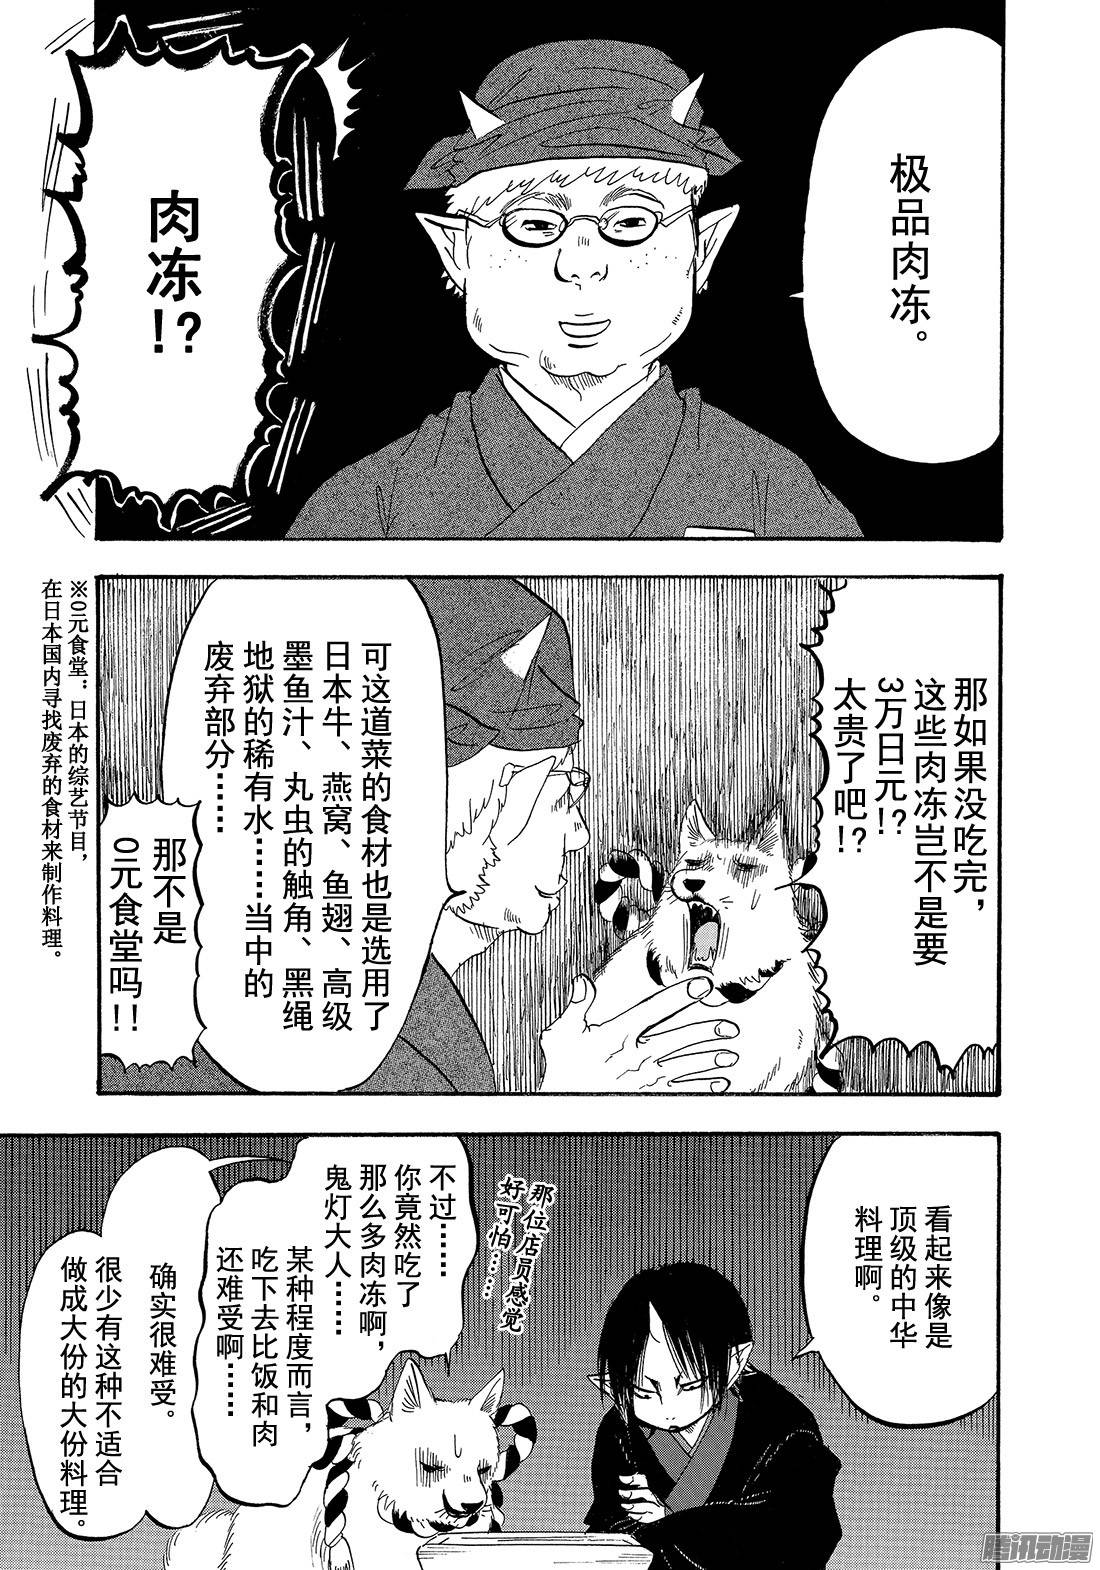 极品肉冻。
肉冻!?
那如果没吃完，
这些肉冻岂不是要
3万日元!?
太贵了吧!?
可这道菜的食材也是选用了
日本牛、燕窝、鱼翅、高级
墨鱼汁、丸虫的触角、黑绳
地狱的稀有水……当中的
废弃部分……
那不是
0元食堂吗!!
※0元食堂：日本的综艺节目，
在日本国内寻找废弃的食材来制作料理。
看起来像是
顶级的中华
料理啊。
那位店员感觉
好可怕……
不过……
你竟然吃了
那么多肉冻啊，
鬼灯大人……
某种程度而言，
吃下去比饭和肉
还难受啊……
确实很难受。
很少有这种不适合
做成大份的大份料理。
腾讯动漫